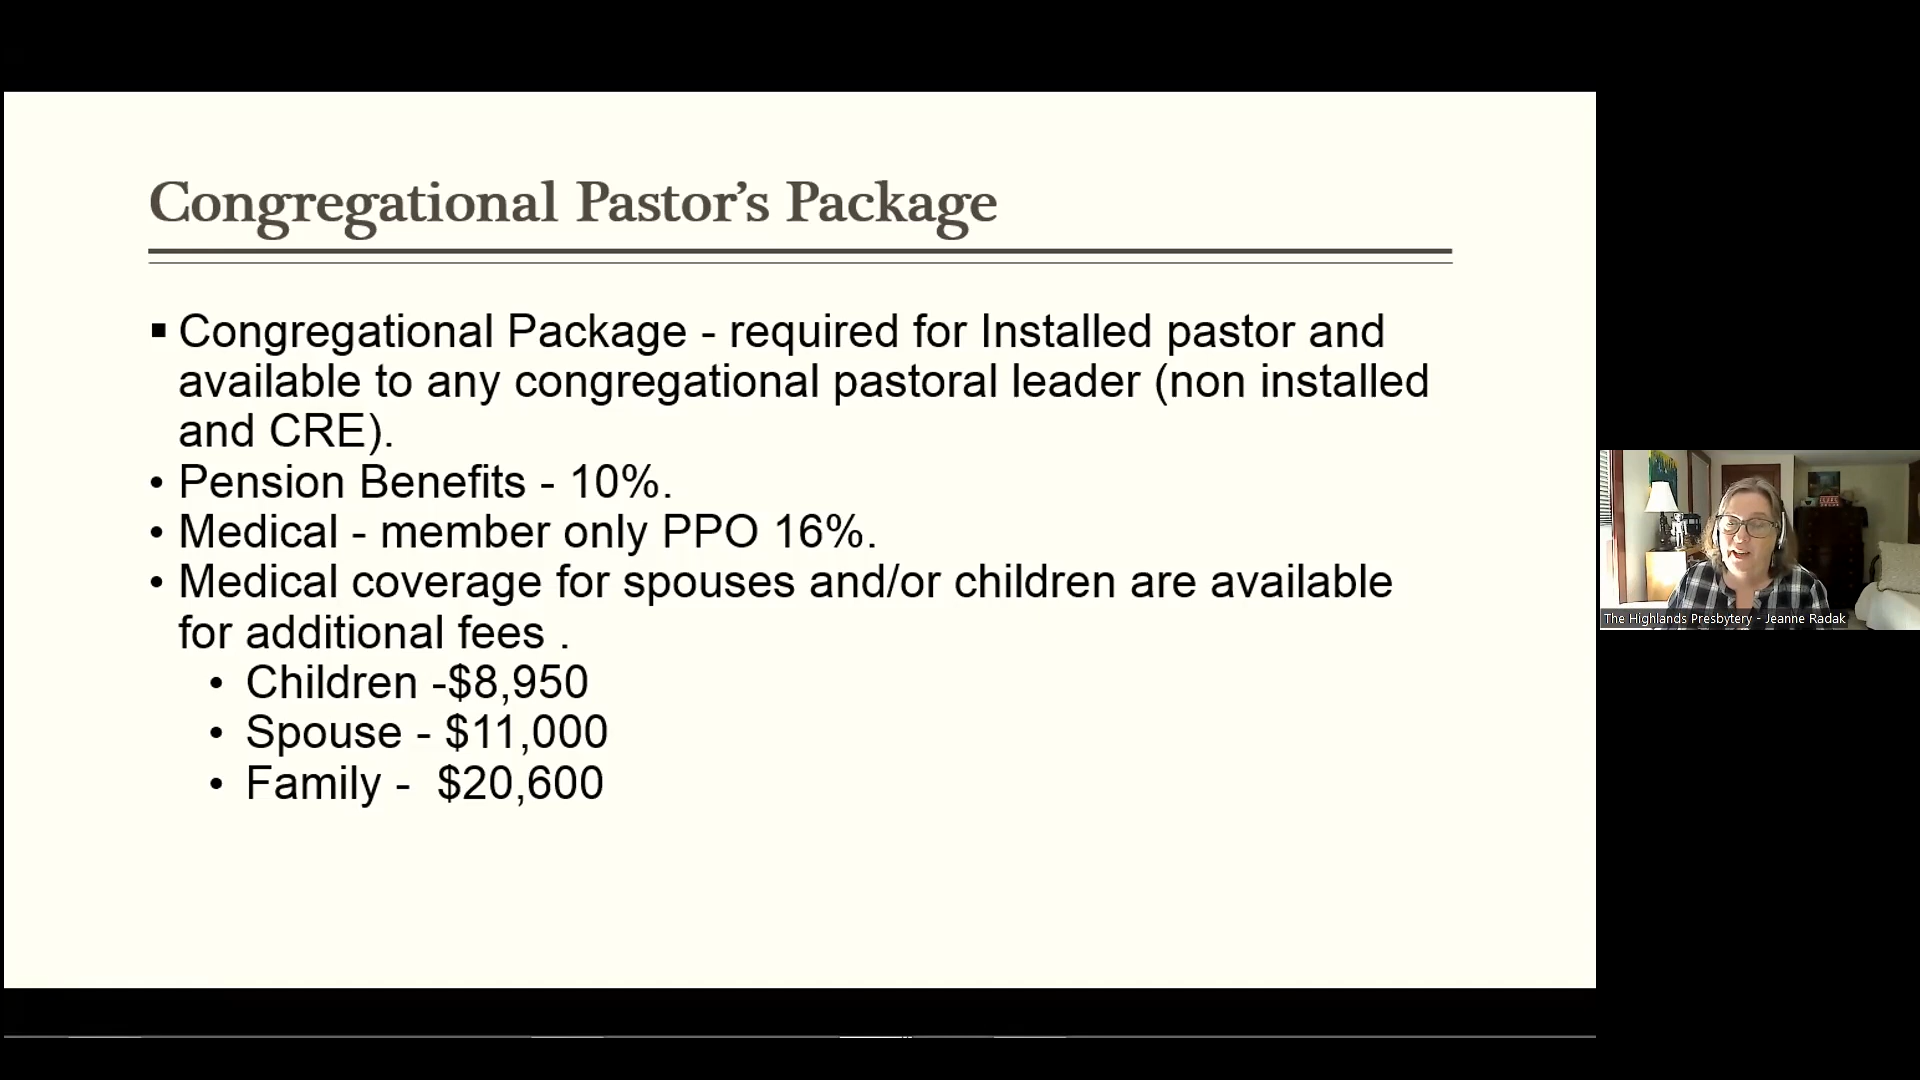 Congregational Pastor's Package
▪ Congregational Package - required for Installed pastor and
available to any congregational pastoral leader (non installed
and CRE).
• Pension Benefits - 10%.
• Medical - member only PPO 16%.
• Medical coverage for spouses and/or children are available
for additional fees .
• Children -$8,950
• Spouse - $11,000
• Family -  $20,600
The Highlands Presbytery - Jeanne Radak